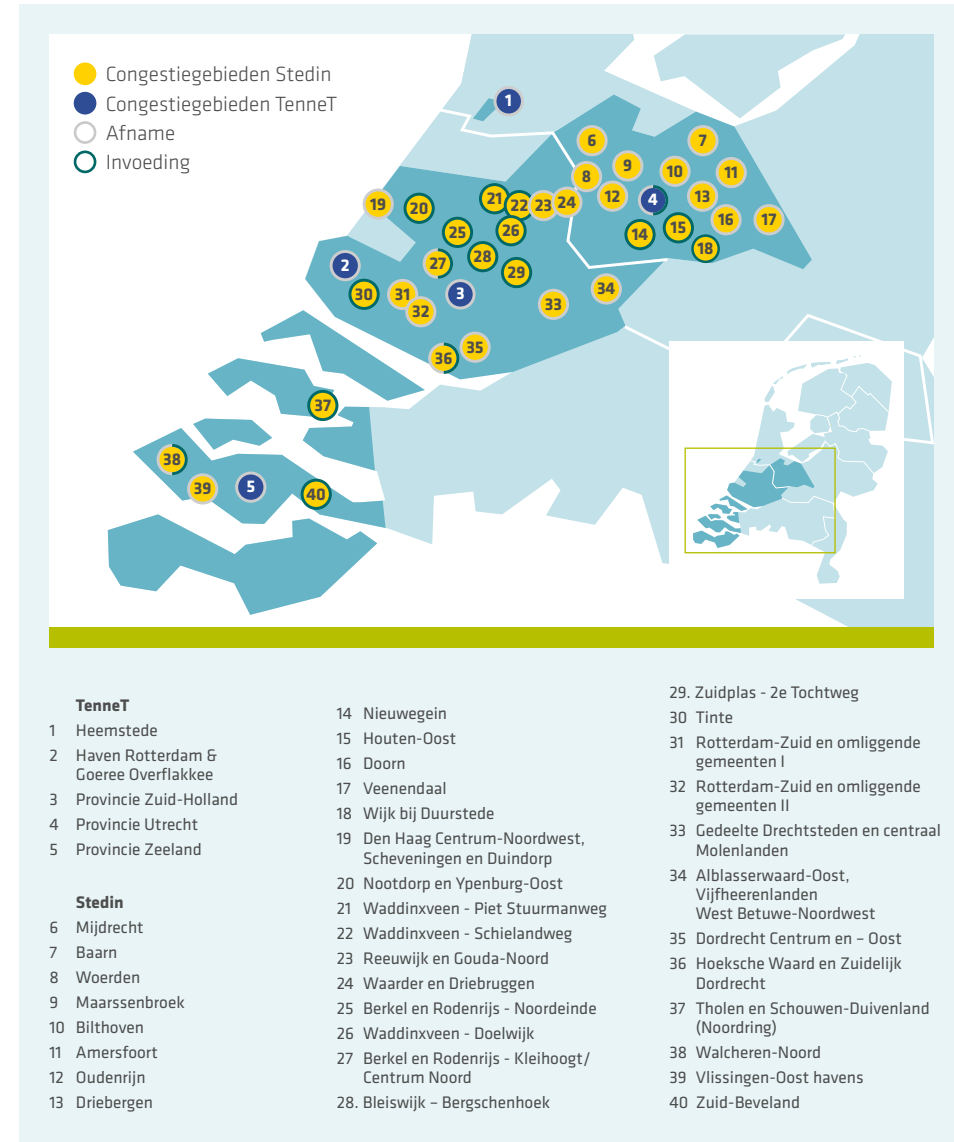 Congestiegebieden Stedin
Congestiegebieden TenneT
Afname
Invoeding
1
6
7
9
8
10
11
12
4
13
19
20
21
22
23
24
16
17
15
14
18
25
26
27
28
29
2
30
31
32
3
33
34
36
35
37
38
39
5
40
TenneT
1 Heemstede
2 Haven Rotterdam &
Goeree Overflakkee
3 Provincie Zuid-Holland
4 Provincie Utrecht
5 Provincie Zeeland
Stedin
6 Mijdrecht
7 Baarn
8 Woerden
9 Maarssenbroek
10 Bilthoven
11 Amersfoort
12 Oudenrijn
13 Driebergen
14 Nieuwegein
15 Houten-Oost
16 Doorn
17 Veenendaal
18 Wijk bij Duurstede
19 Den Haag Centrum-Noordwest,
Scheveningen en Duindorp
20 Nootdorp en Ypenburg-Oost
21 Waddinxveen - Piet Stuurmanweg
22 Waddinxveen - Schielandweg
23 Reeuwijk en Gouda-Noord
24 Waarder en Driebruggen
25 Berkel en Rodenrijs - Noordeinde
26 Waddinxveen - Doelwijk
27 Berkel en Rodenrijs - Kleihoogt/
Centrum Noord
28. Bleiswijk – Bergschenhoek
29. Zuidplas - 2e Tochtweg
30 Tinte
31 Rotterdam-Zuid en omliggende
gemeenten I
32 Rotterdam-Zuid en omliggende
gemeenten II
33 Gedeelte Drechtsteden en centraal
Molenlanden
34 Alblasserwaard-Oost,
Vijfheerenlanden
West Betuwe-Noordwest
35 Dordrecht Centrum en – Oost
36 Hoeksche Waard en Zuidelijk
Dordrecht
37 Tholen en Schouwen-Duivenland
(Noordring)
38 Walcheren-Noord
39 Vlissingen-Oost havens
40 Zuid-Beveland